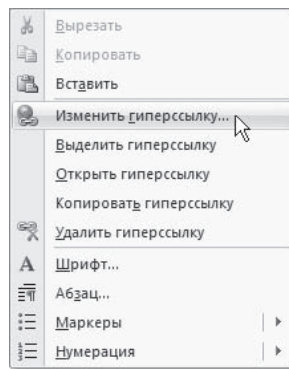 Вырезать
Копировать
Вставить
Изменить гиперссылку...
Выделить гиперссылку
Открыть гиперссылку
Копировать гиперссылку
Удалить гиперссылку
Шрифт...
Абзац...
Маркеры
Нумерация